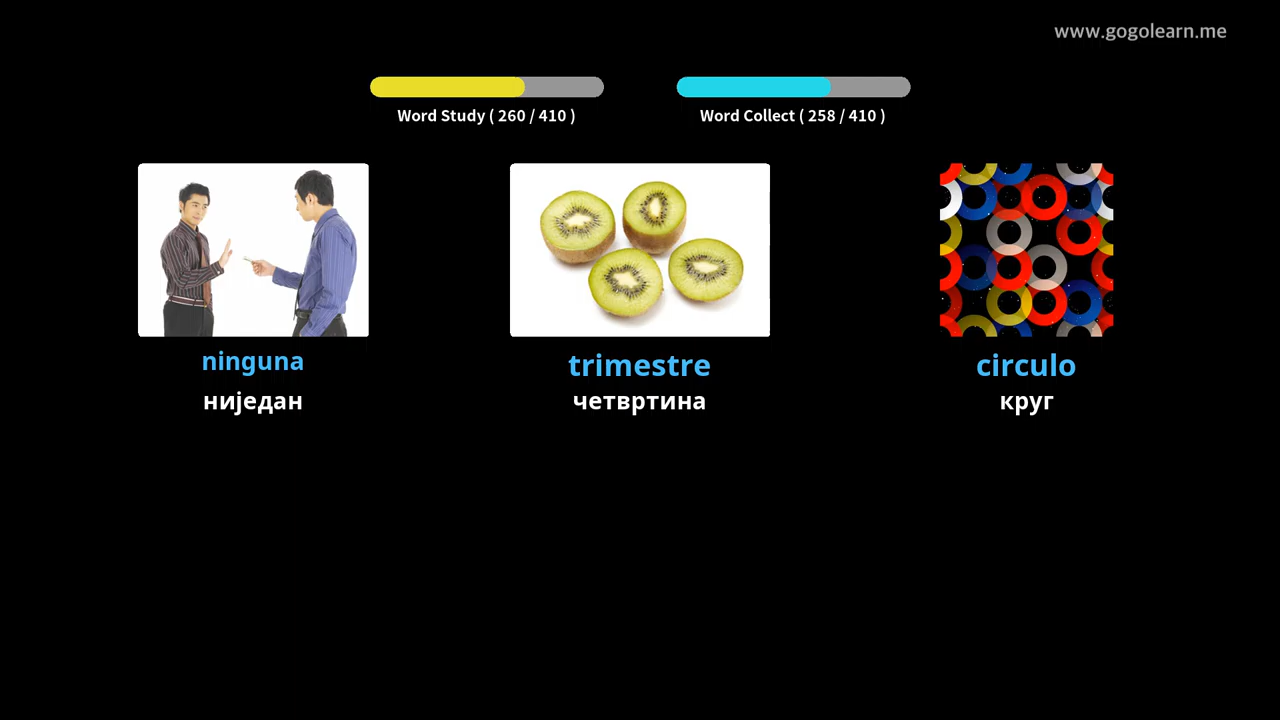 www.gogolearn.me
Word Study ( 260 / 410 )
Word Collect ( 258 / 410 )
ninguna
trimestre
circulo
ниједан
четвртина
круг